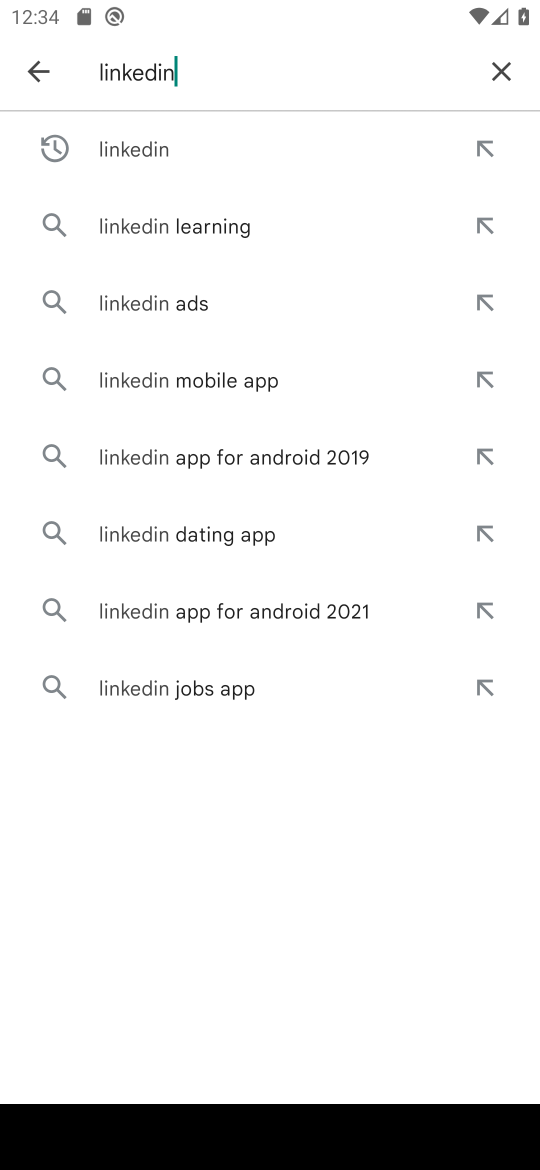 12:34
linkedin
linkedin
linkedin learning
linkedin ads
linkedin mobile app
linkedin app for android 2019
linkedin dating app
linkedin app for android 2021
linkedin jobs app